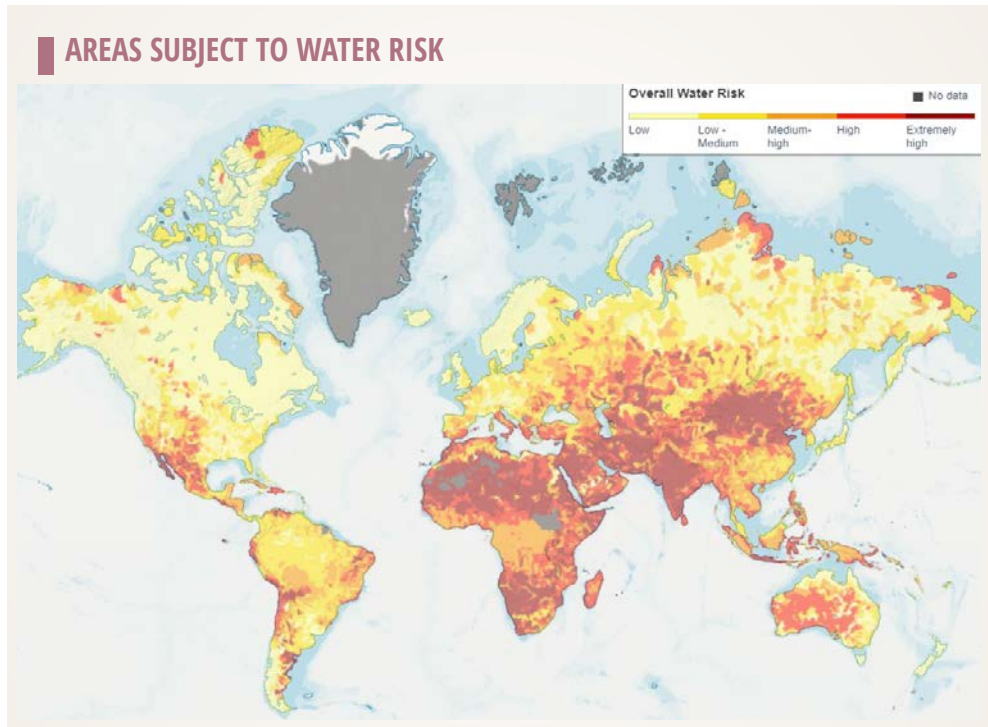 AREAS SUBJECT TO WATER RISK
Overall Water Risk
No data
Low
Low -
Medium
Medium-
high
High
Extremely
high